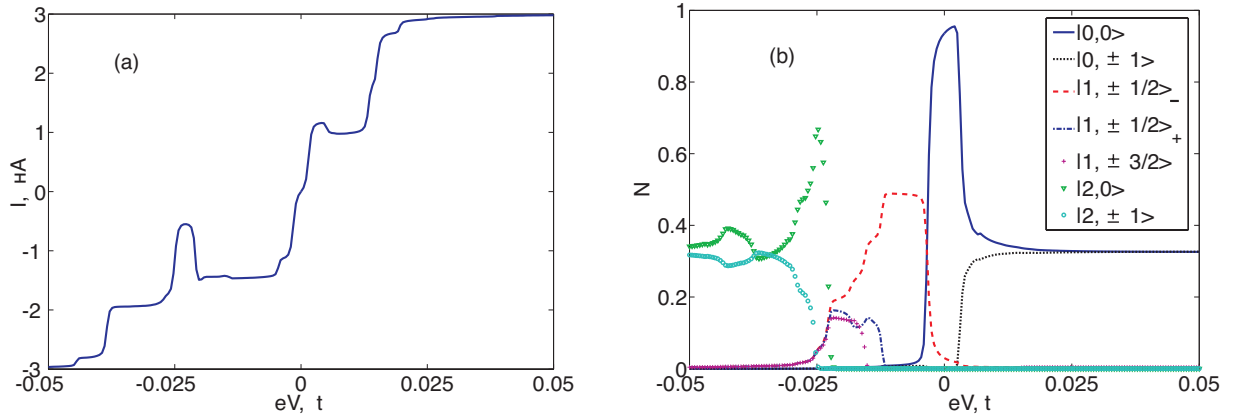 (a)
3
2
1
0
-1
-2
-3
I, нА
-0.05
-0.025
0
0.025
0.05
eV, t
(b)
1
0.8
0.6
0.4
0.2
0
N
-0.05
-0.025
0
0.025
0.05
eV, t
|0,0>
|0, ± 1>
|1, ± 1/2>_
|1, ± 1/2>+
|1, ± 3/2>
|2,0>
|2, ± 1>